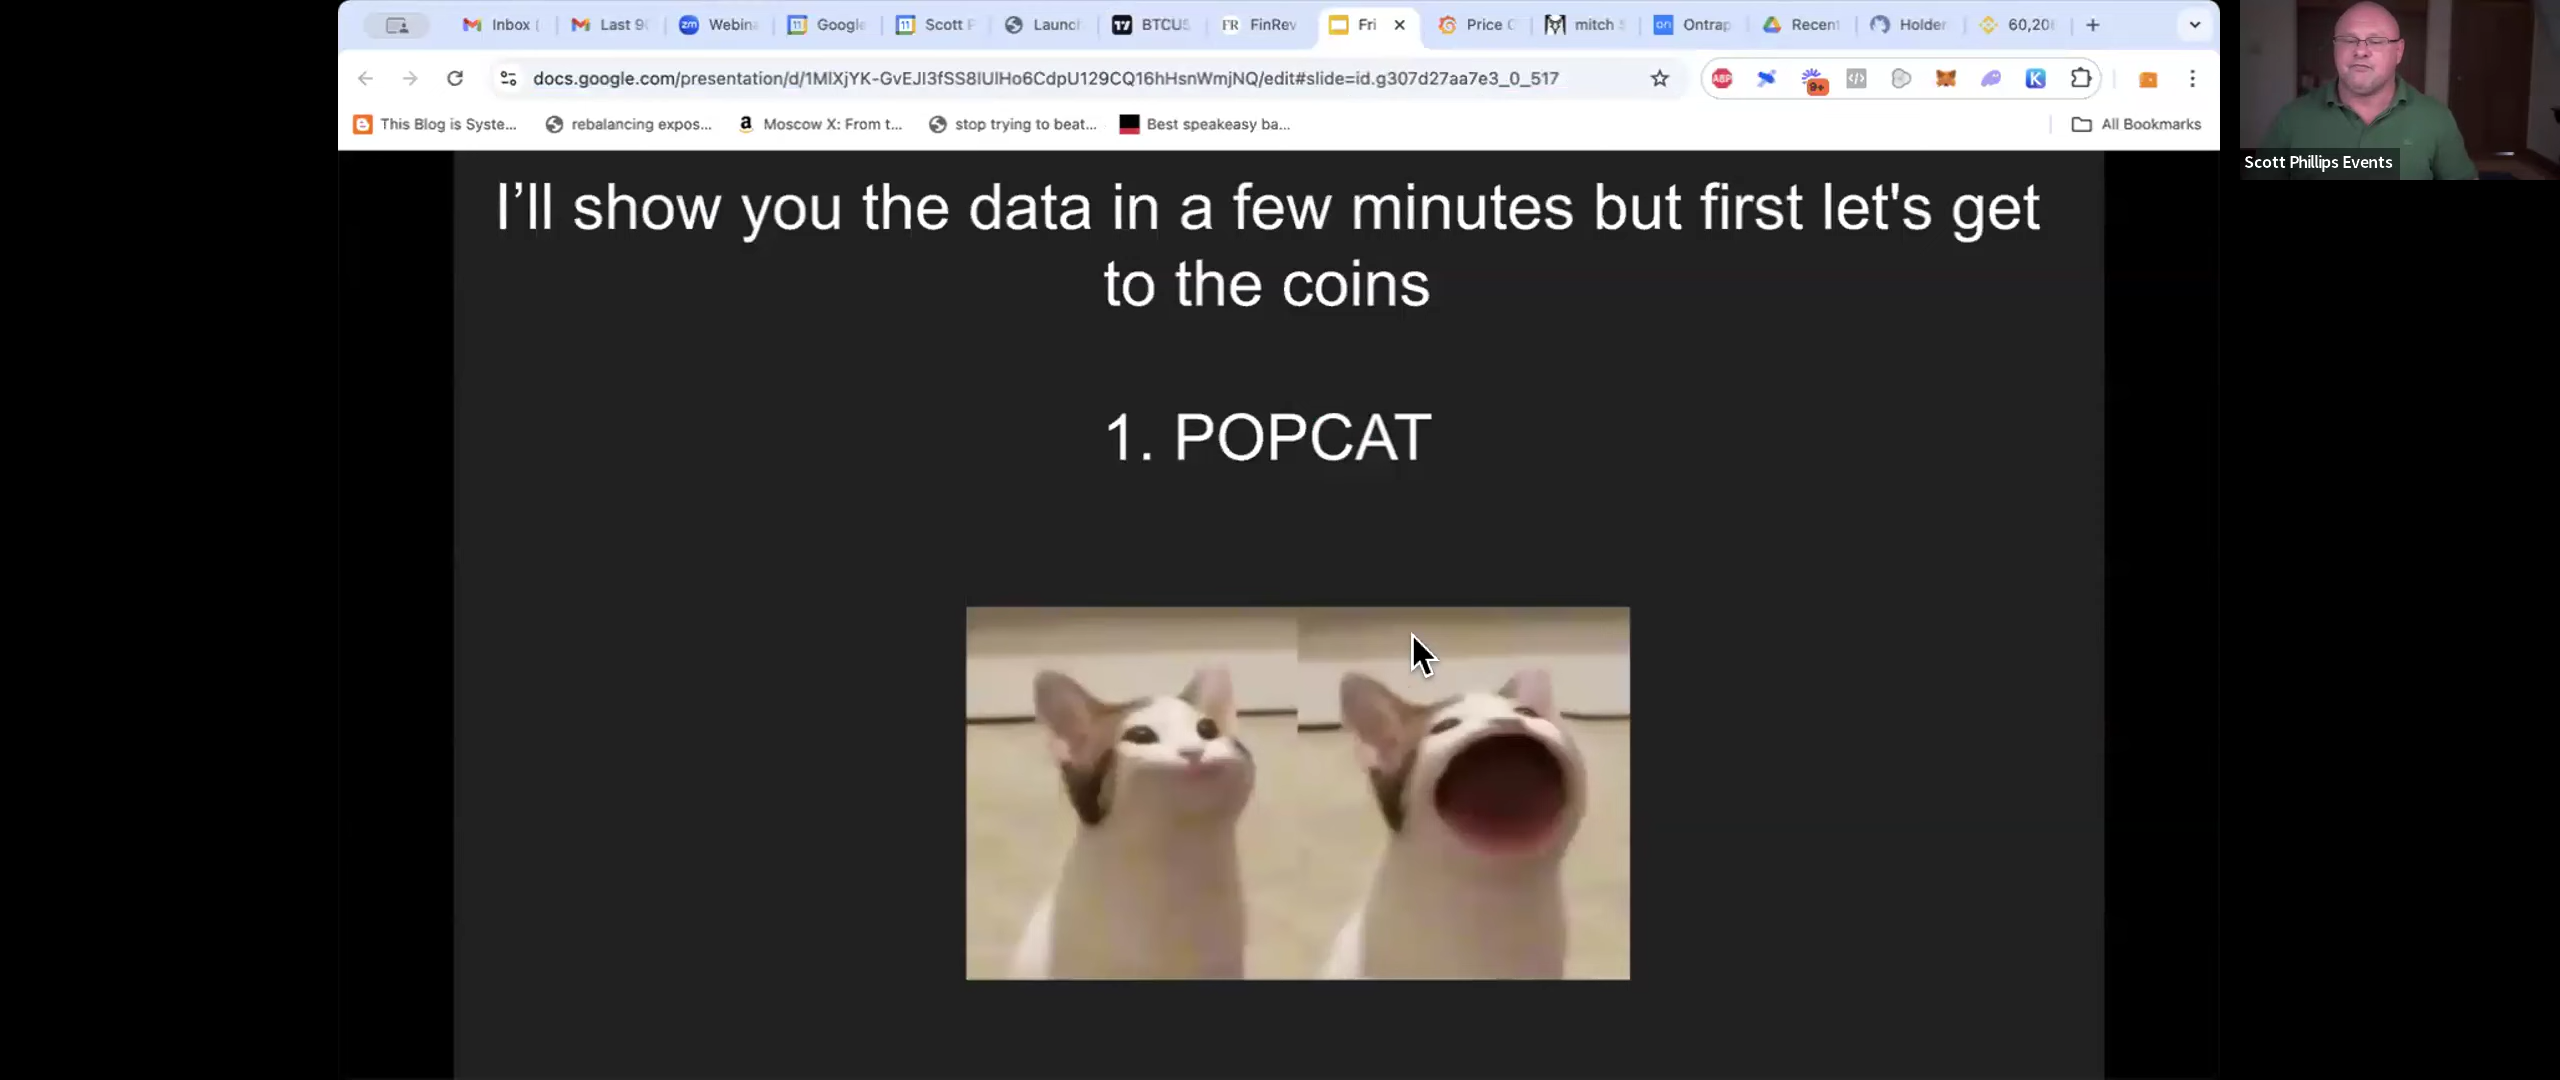 Inbox (
Last 9
Webin
Google
Scott P
Launch
BTCUS
FinRev
Fri
Price C
mitch
Ontrap
Recent
Holder
60,20
docs.google.com/presentation/d/1MlXjYK-GvEJI3fSS8lUlHo6CdpU129CQ16hHsnWmjNQ/edit#slide=id.g307d27aa7e3_0_517
ABP
9+
K
This Blog is Syste...
rebalancing expos...
Moscow X: From t...
stop trying to beat...
Best speakeasy ba...
All Bookmarks
Scott Phillips Events
I’ll show you the data in a few minutes but first let's get
to the coins
1. POPCAT